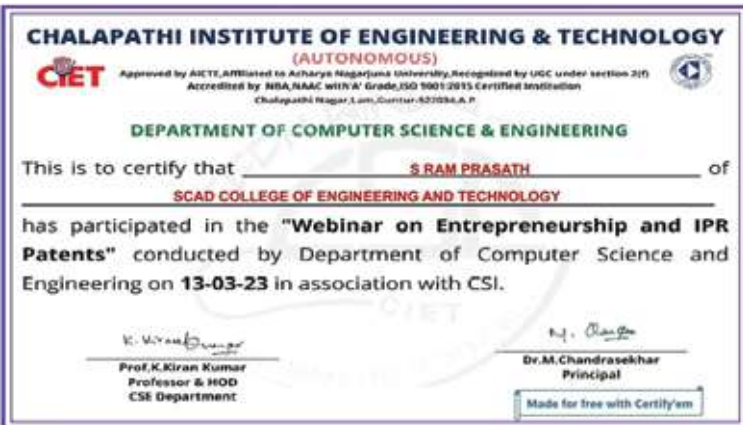 CHALAPATHI INSTITUTE OF ENGINEERING & TECHNOLOGY
(AUTONOMOUS)
CIET
Approved by AICTE,Affiliated to Acharya Nagarjuna University,Recognised by UGC under section 2(f)
Accredited by NBA,NAAC with'A' Grade,ISO 9001:2015 Certified Institution
Chalapathi Nagar,Lam,Guntur-522034,A.P
DEPARTMENT OF COMPUTER SCIENCE & ENGINEERING
This is to certify that S RAM PRASATH of
SCAD COLLEGE OF ENGINEERING AND TECHNOLOGY
has participated in the "Webinar on Entrepreneurship and IPR
Patents" conducted by Department of Computer Science and
Engineering on 13-03-23 in association with CSI.
CIET
Prof.K.Kiran Kumar
Professor & HOD
CSE Department
Dr.M.Chandrasekhar
Principal
Made for free with Certify'em